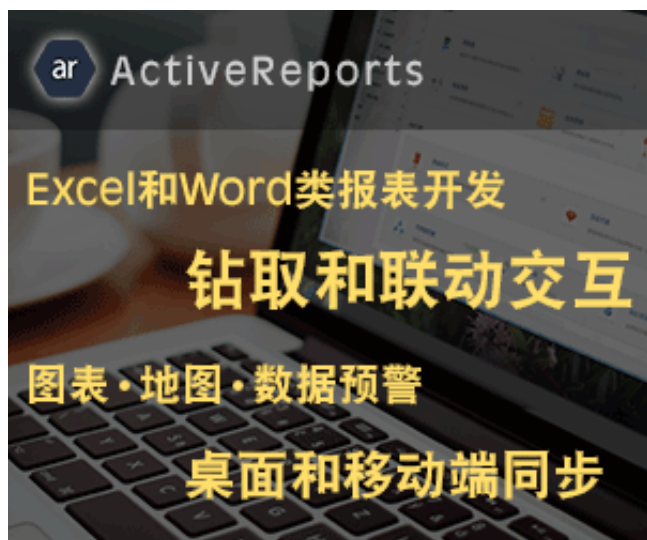 ar ActiveReports
Excel和Word类报表开发
钻取和联动交互
图表·地图·数据预警
桌面和移动端同步